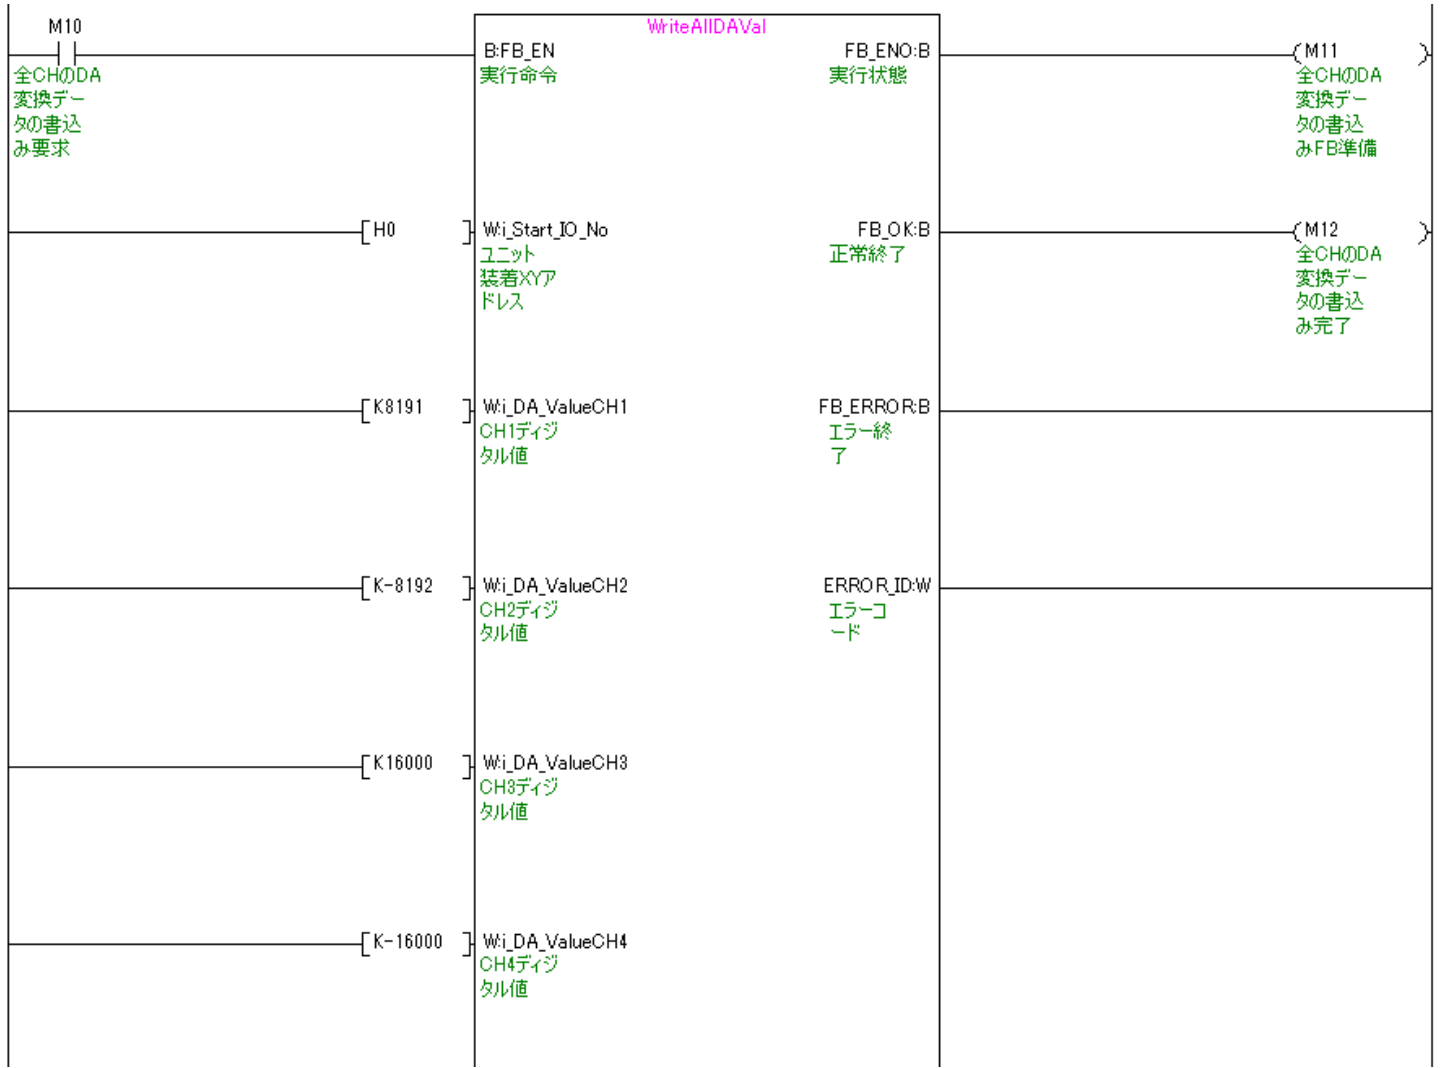 M10
全CHのDA
変換デー
タの書込
み要求
WriteAllDAVal
B:FB_EN
実行命令
FB_ENO:B
実行状態
M11
全CHのDA
変換デー
タの書込
みFB準備
H0
W:i_Start_IO_No
ユニット
装着XYア
ドレス
FB_OK:B
正常終了
M12
全CHのDA
変換デー
タの書込
み完了
K8191
W:i_DA_ValueCH1
CH1ディジ
タル値
FB_ERROR:B
エラー終
了
K-8192
W:i_DA_ValueCH2
CH2ディジ
タル値
ERROR_ID:W
エラーコ
ード
K16000
W:i_DA_ValueCH3
CH3ディジ
タル値
K-16000
W:i_DA_ValueCH4
CH4ディジ
タル値